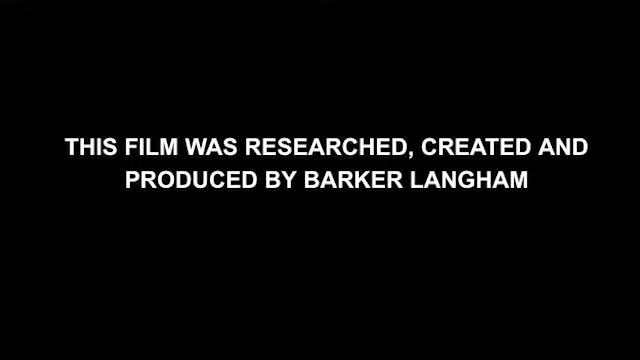 THIS FILM WAS RESEARCHED, CREATED AND
PRODUCED BY BARKER LANGHAM